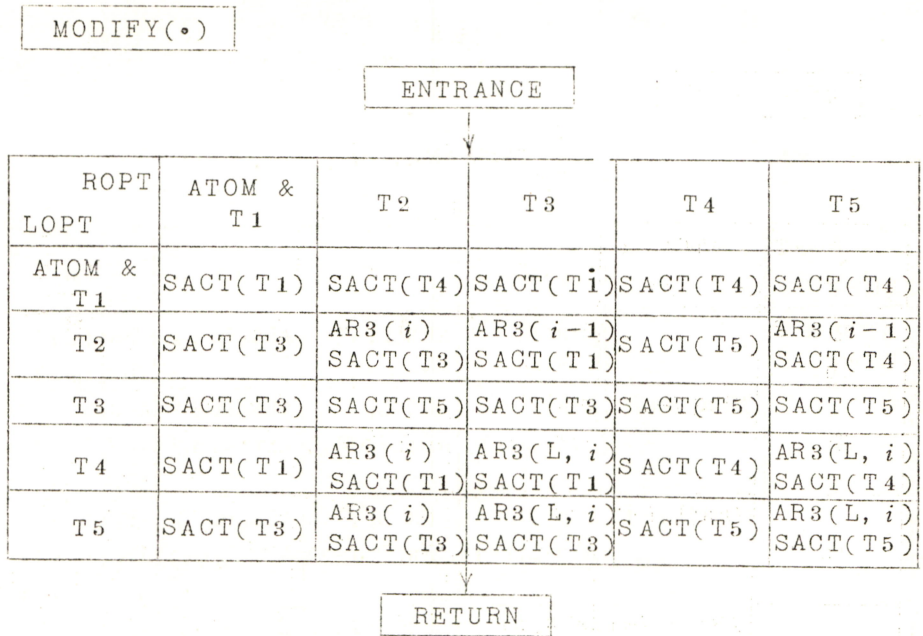 MODIFY(•)
ENTRANCE
ROPT ATOM & T2 T3 T4 T5
LOPT T1
ATOM & SACT(T1) SACT(T4) SACT(Ti) SACT(T4) SACT(T4)
T1
T2 SACT(T3) AR3(i) AR3(i-1) SACT(T5) AR3(i-1)
SACT(T3) SACT(T1) SACT(T4)
T3 SACT(T3) SACT(T5) SACT(T3) SACT(T5) SACT(T5)
T4 SACT(T1) AR3(i) AR3(L, i) SACT(T4) AR3(L, i)
SACT(T1) SACT(T1) SACT(T4)
T5 SACT(T3) AR3(i) AR3(L, i) SACT(T5) AR3(L, i)
SACT(T3) SACT(T3) SACT(T5)
RETURN